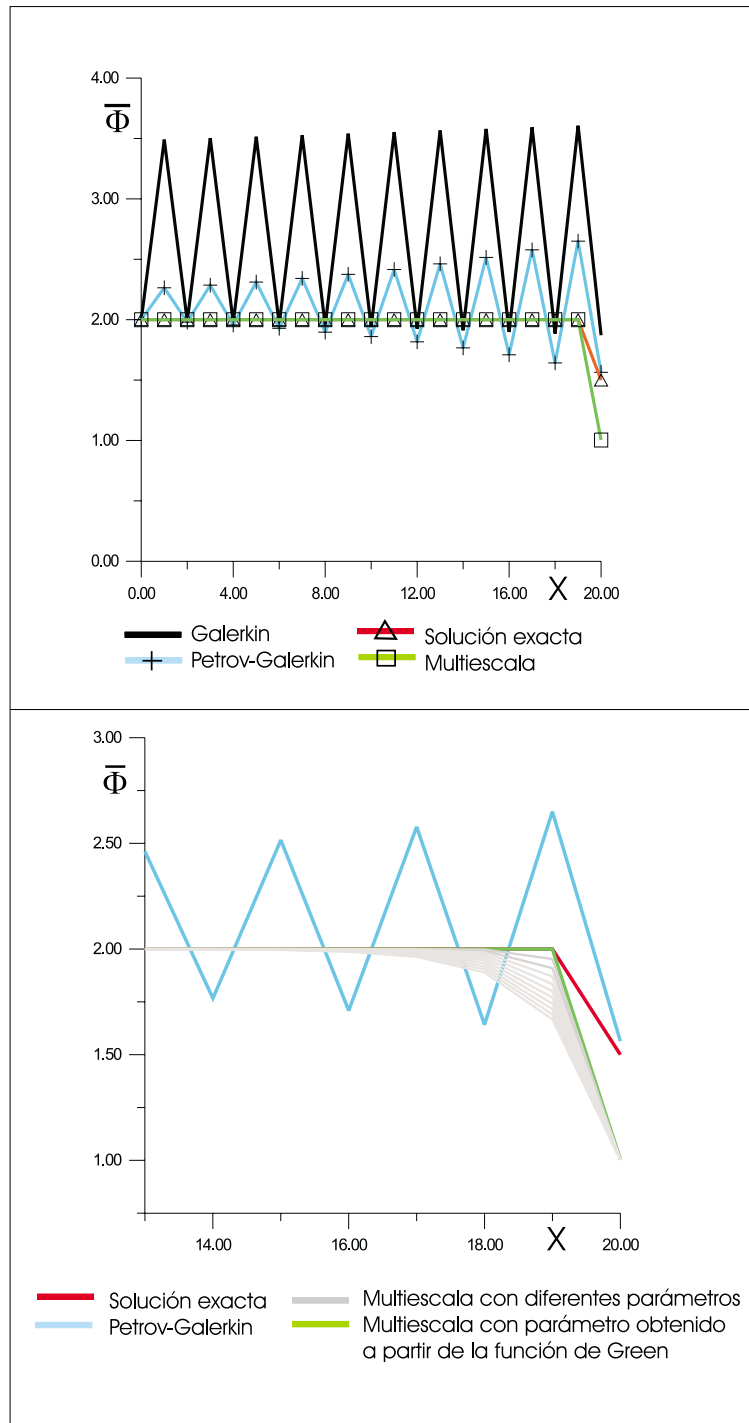 4.00
Φ
3.00
2.00
1.00
0.00
0.00 4.00 8.00 12.00 16.00 X 20.00
Galerkin
Solución exacta
Petrov-Galerkin
Multiescala
3.00
Φ
2.50
2.00
1.50
1.00
14.00 16.00 18.00 X 20.00
Solución exacta
Multiescala con diferentes parámetros
Petrov-Galerkin
Multiescala con parámetro obtenido
a partir de la función de Green